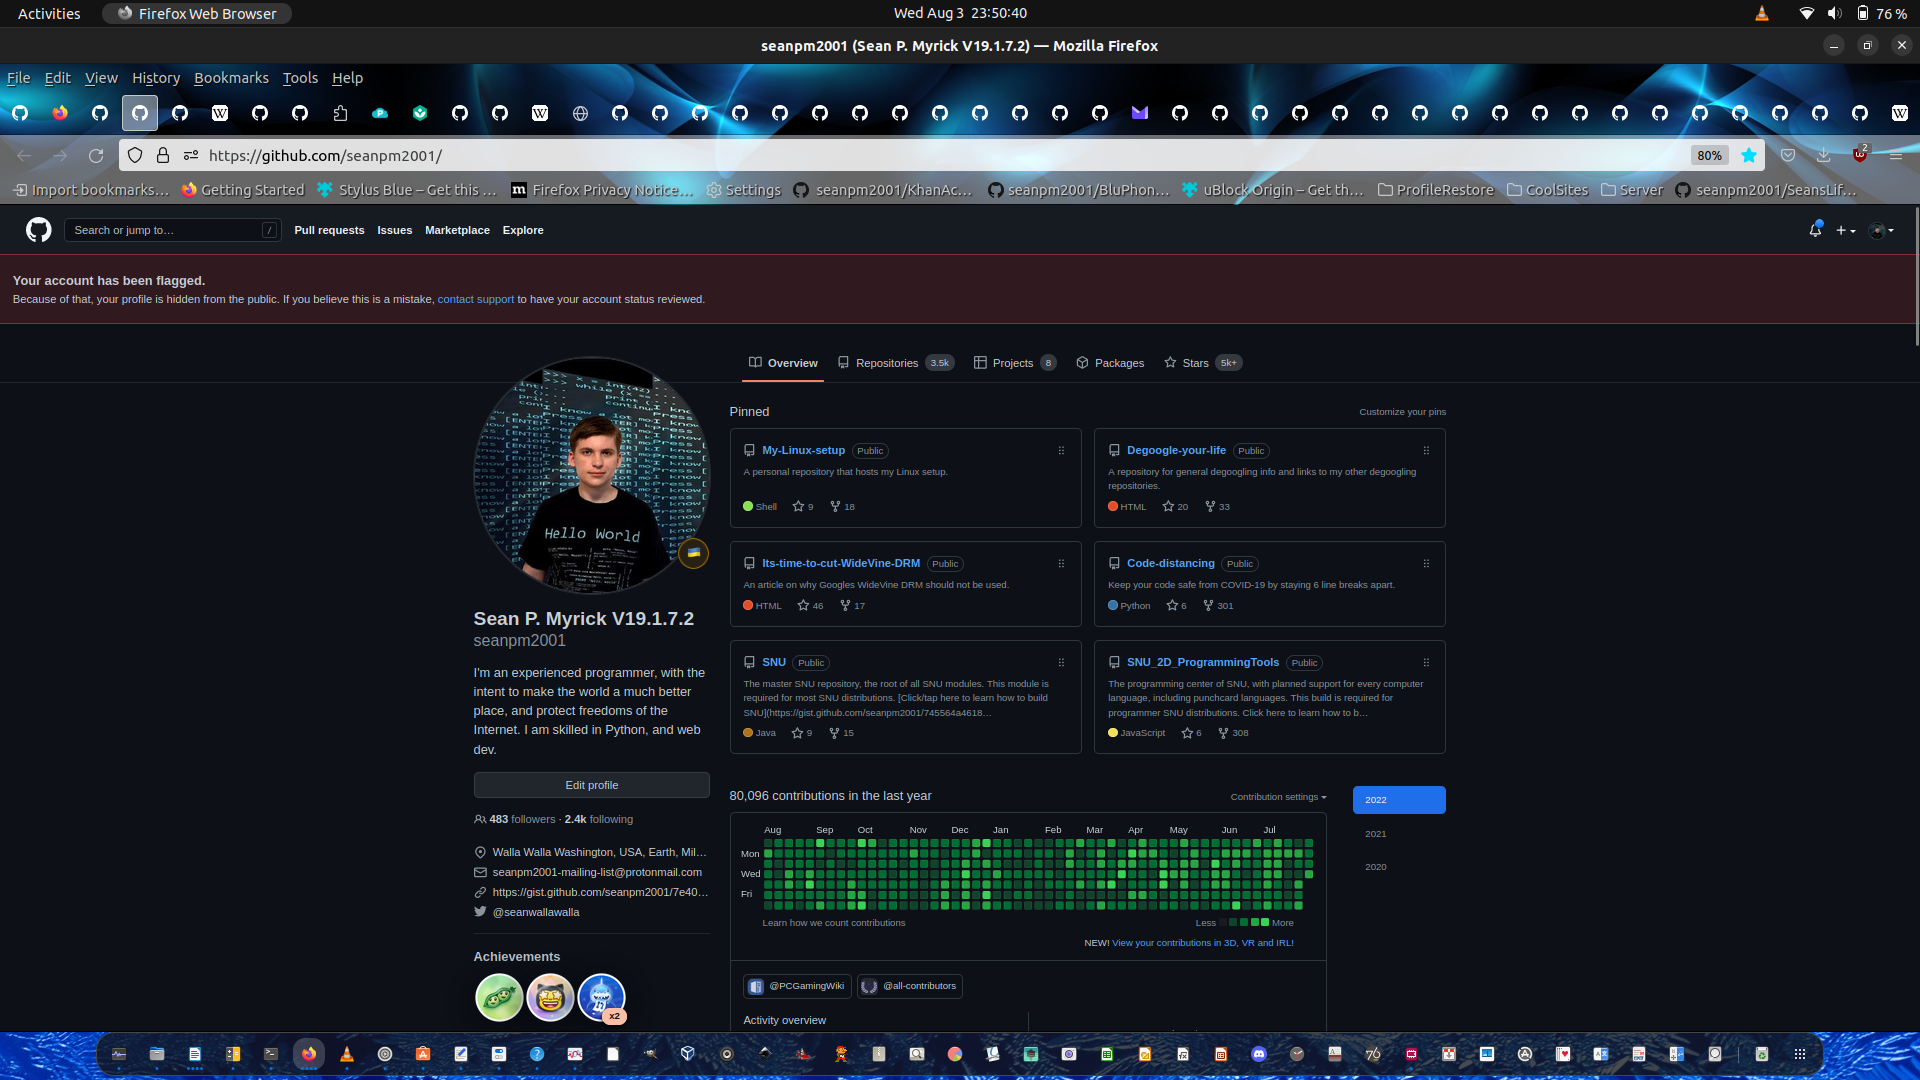 Activities
Firefox Web Browser
Wed Aug 3 23:50:40
76 %
seanpm2001 (Sean P. Myrick V19.1.7.2) — Mozilla Firefox
File Edit View History Bookmarks Tools Help
https://github.com/seanpm2001/
80%
2
Import bookmarks… Getting Started Stylus Blue – Get this … Firefox Privacy Notice… Settings seanpm2001/KhanAc… seanpm2001/BluPhon… uBlock Origin – Get th… ProfileRestore CoolSites Server seanpm2001/SeansLif…
Search or jump to… /
Pull requests Issues Marketplace Explore
Your account has been flagged.
Because of that, your profile is hidden from the public. If you believe this is a mistake, contact support to have your account status reviewed.
Overview Repositories 3.5k Projects 8 Packages Stars 5k+
Hello World
Sean P. Myrick V19.1.7.2
seanpm2001
I'm an experienced programmer, with the
intent to make the world a much better
place, and protect freedoms of the
Internet. I am skilled in Python, and web
dev.
Edit profile
483 followers · 2.4k following
Walla Walla Washington, USA, Earth, Mil…
seanpm2001-mailing-list@protonmail.com
https://gist.github.com/seanpm2001/7e40…
@seanwallawalla
Achievements
x2
Pinned
Customize your pins
My-Linux-setup Public
A personal repository that hosts my Linux setup.
Shell 9 18
Degoogle-your-life Public
A repository for general degoogling info and links to my other degoogling
repositories.
HTML 20 33
Its-time-to-cut-WideVine-DRM Public
An article on why Googles WideVine DRM should not be used.
HTML 46 17
Code-distancing Public
Keep your code safe from COVID-19 by staying 6 line breaks apart.
Python 6 301
SNU Public
The master SNU repository, the root of all SNU modules. This module is
required for most SNU distributions. [Click/tap here to learn how to build
SNU](https://gist.github.com/seanpm2001/745564a4618…
Java 9 15
SNU_2D_ProgrammingTools Public
The programming center of SNU, with planned support for every computer
language, including punchcard languages. This build is required for
programmer SNU distributions. Click here to learn how to b…
JavaScript 6 308
80,096 contributions in the last year
Contribution settings
2022
2021
2020
Aug Sep Oct Nov Dec Jan Feb Mar Apr May Jun Jul
Mon
Wed
Fri
Learn how we count contributions
Less More
NEW! View your contributions in 3D, VR and IRL!
@PCGamingWiki
@all-contributors
Activity overview